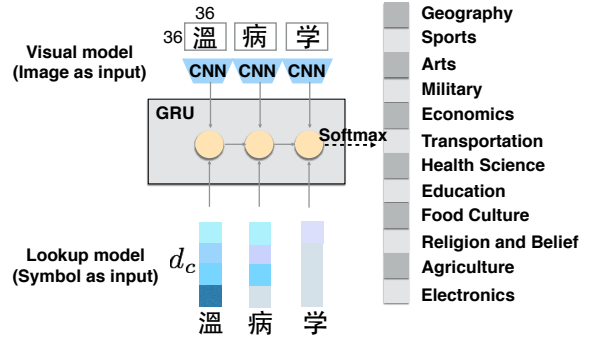 36
36 溫 病 学
Visual model
(Image as input)
CNN CNN CNN
GRU
Softmax
Lookup model
(Symbol as input)
d_c
溫 病 学
Geography
Sports
Arts
Military
Economics
Transportation
Health Science
Education
Food Culture
Religion and Belief
Agriculture
Electronics